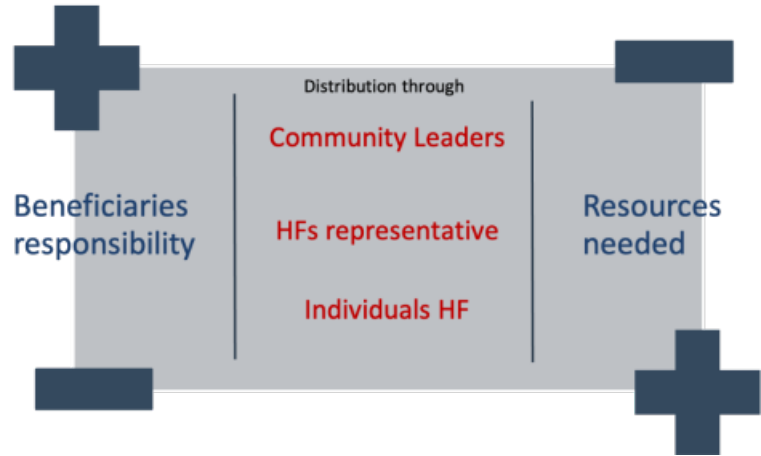 Distribution through
Community Leaders
Beneficiaries
responsibility
HFs representative
Resources
needed
Individuals HF